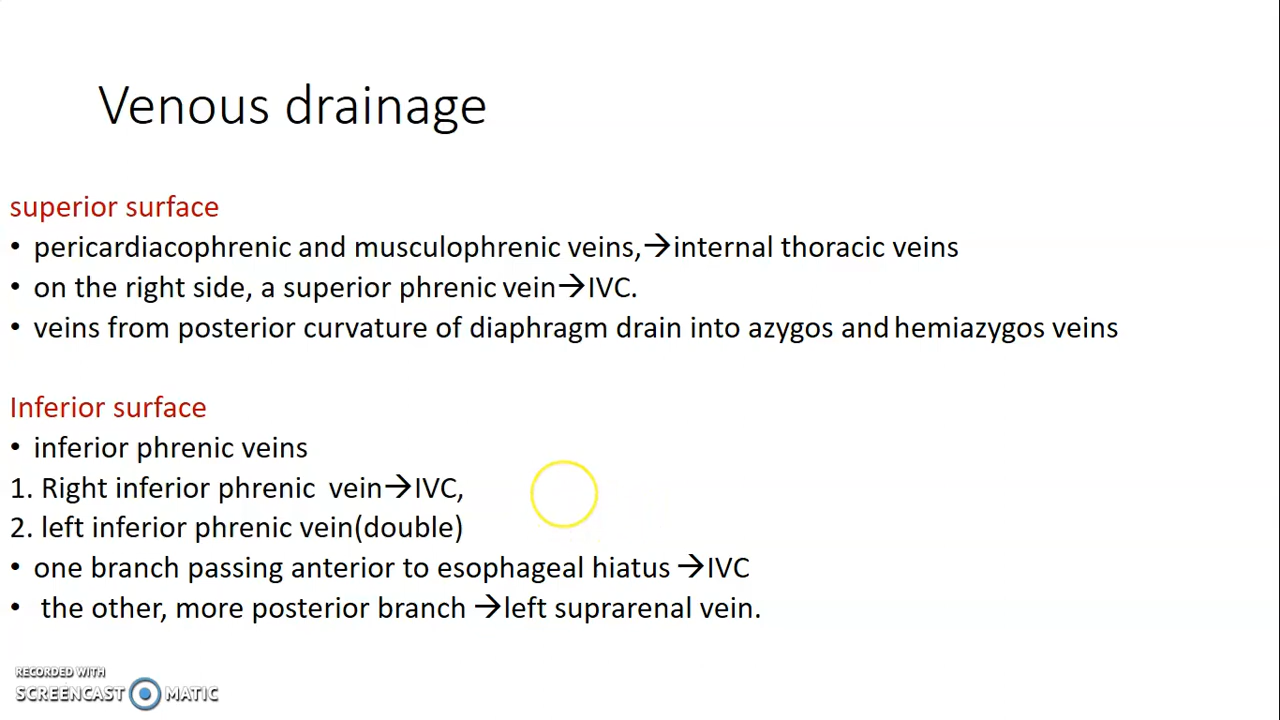 Venous drainage
superior surface
• pericardiacophrenic and musculophrenic veins,→internal thoracic veins
• on the right side, a superior phrenic vein→IVC.
• veins from posterior curvature of diaphragm drain into azygos and hemiazygos veins
Inferior surface
• inferior phrenic veins
1. Right inferior phrenic  vein→IVC,
2. left inferior phrenic vein(double)
• one branch passing anterior to esophageal hiatus →IVC
•  the other, more posterior branch →left suprarenal vein.
RECORDED WITH
SCREENCAST MATIC